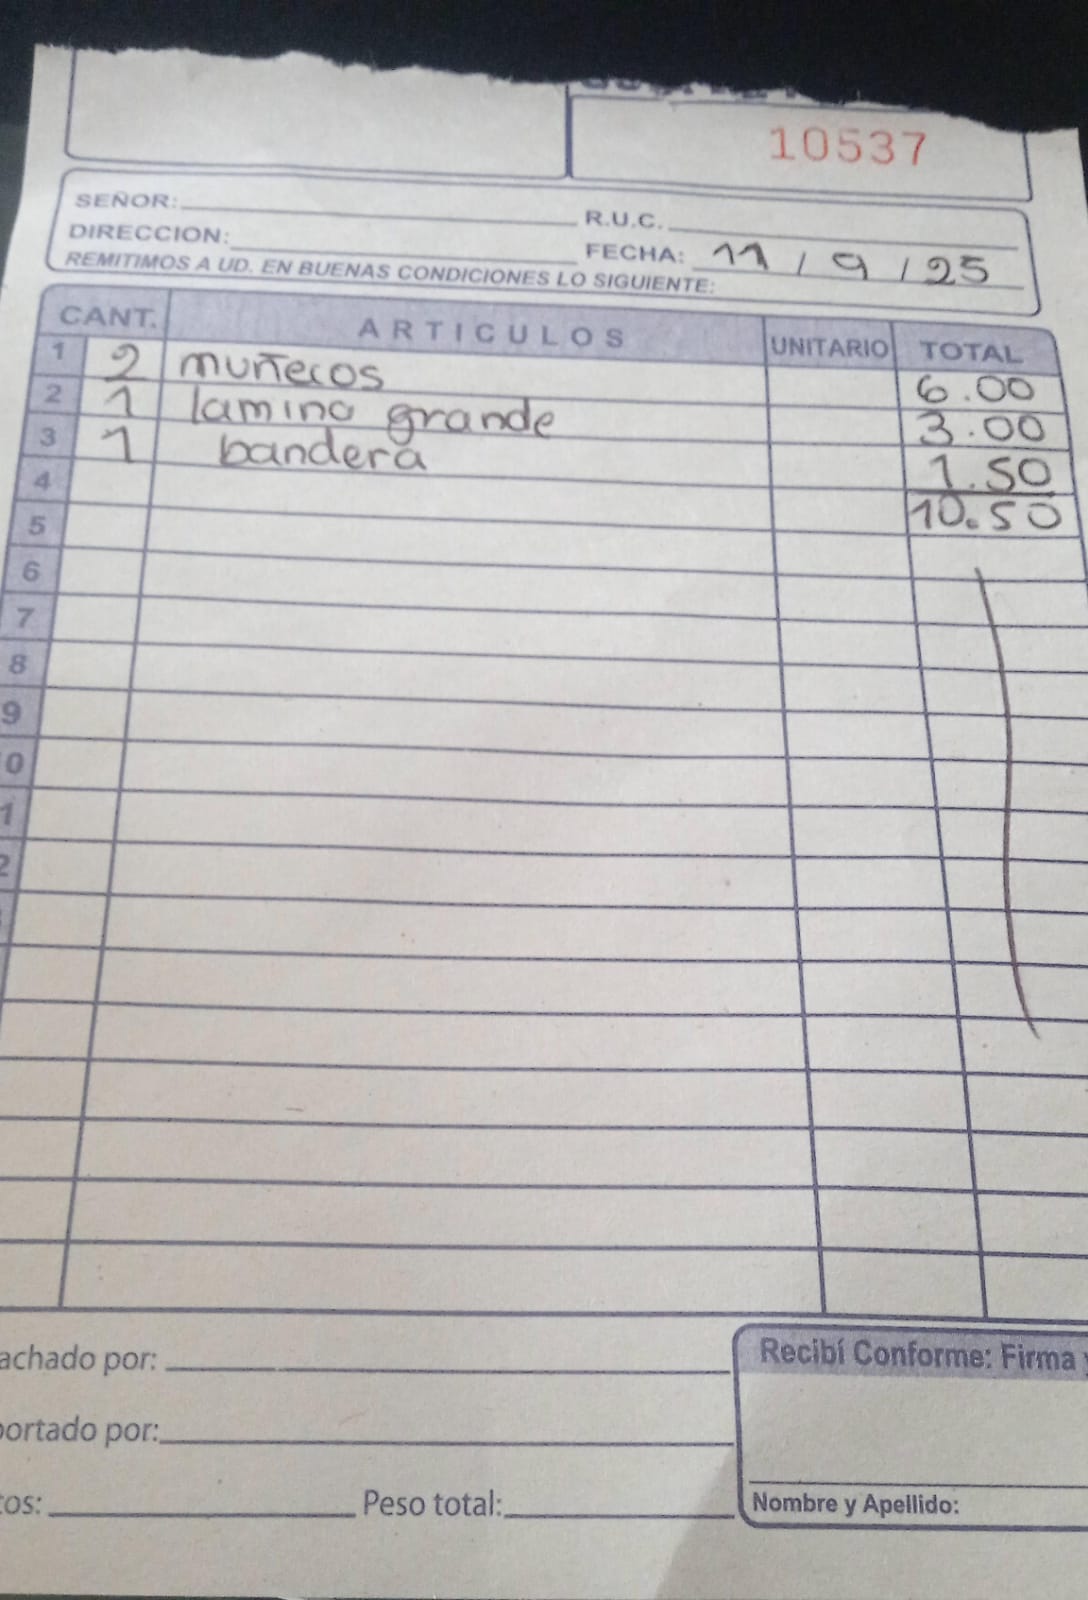 10537
SEÑOR:
R.U.C.
DIRECCION:
FECHA: 11 / 9 / 25
REMITIMOS A UD. EN BUENAS CONDICIONES LO SIGUIENTE:
CANT. ARTICULOS UNITARIO TOTAL
1 2 muñecos 6.00
2 1 lamina grande 3.00
3 1 bandera 1.50
4 10.50
5
6
7
8
9
0
1
2
achado por:
portado por:
tos: Peso total:
Recibí Conforme: Firma y
Nombre y Apellido: